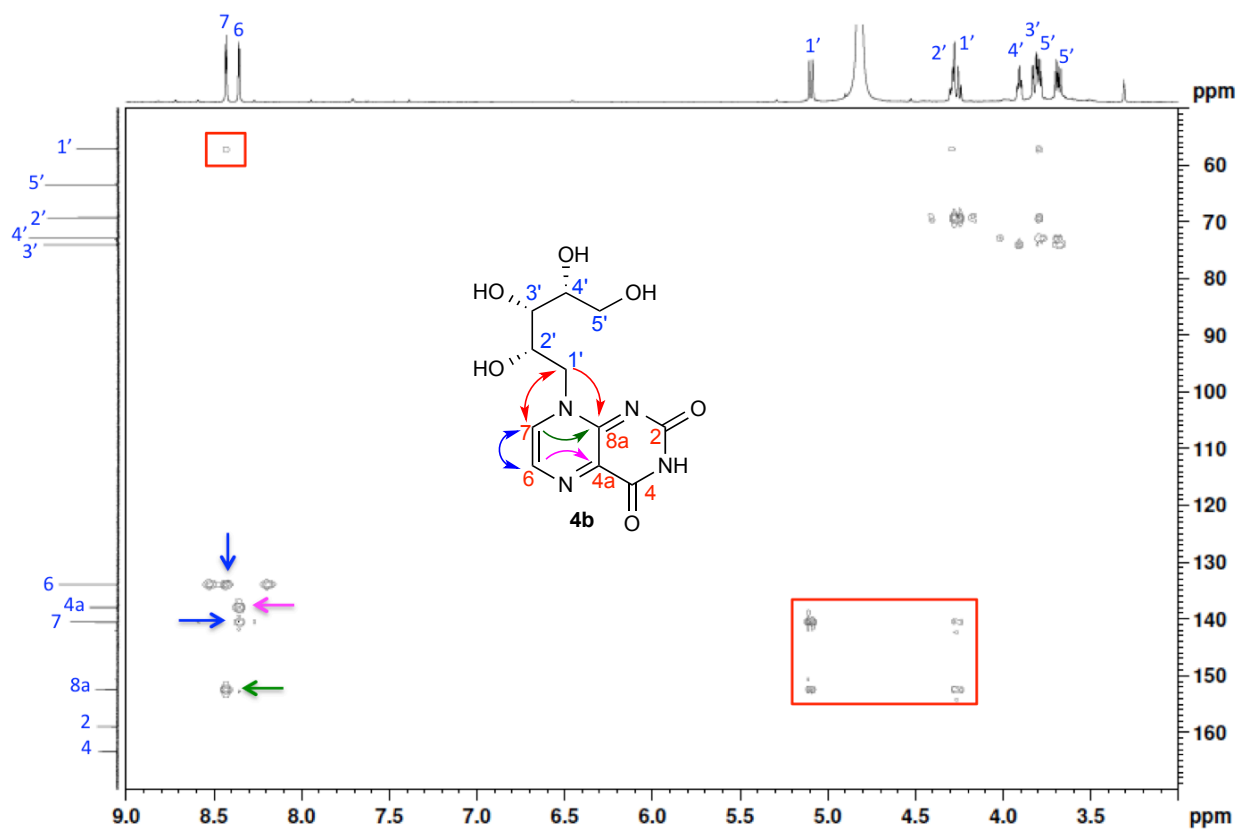 7 6 1’ 2’ 1’ 4’ 3’ 5’ 5’
ppm
1’
5’
2’
4’
3’
60
70
80
90
100
110
120
130
140
150
160
OH
HO 3' 4' OH
5'
2'
HO 1'
N N O
7 8a 2
6 N 4a 4 NH
4b O
6
4a
7
8a
2
4
9.0 8.5 8.0 7.5 7.0 6.5 6.0 5.5 5.0 4.5 4.0 3.5 ppm